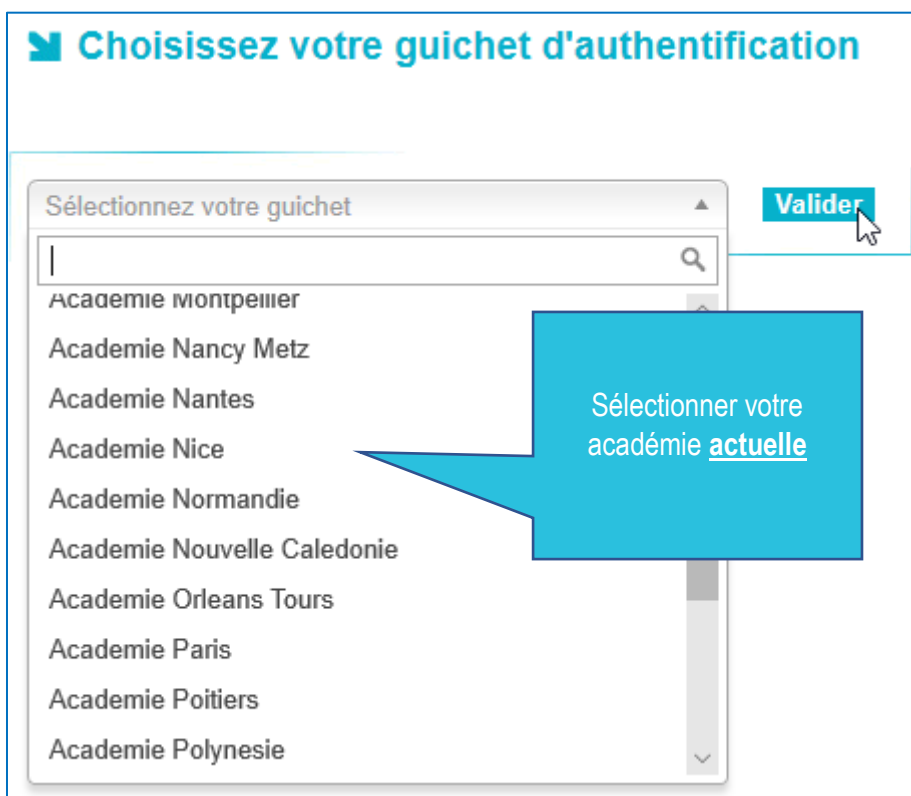 Choisissez votre guichet d'authentification
Sélectionnez votre guichet
Valider
Academie Montpellier
Academie Nancy Metz
Academie Nantes
Academie Nice
Academie Normandie
Academie Nouvelle Caledonie
Academie Orleans Tours
Academie Paris
Academie Poitiers
Academie Polynesie
Sélectionner votre
académie actuelle